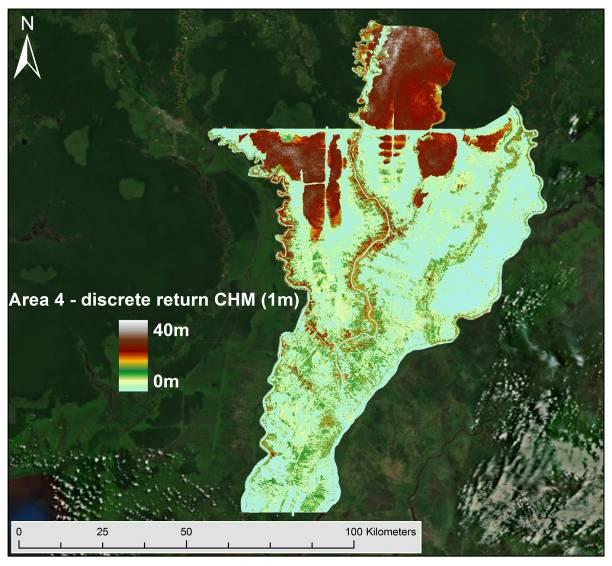 N
Area 4 - discrete return CHM (1m)
40m
0m
0 25 50 100 Kilometers